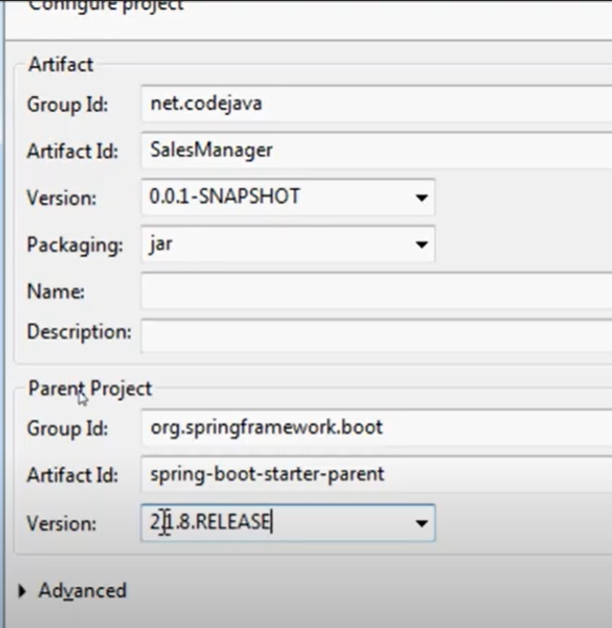 Configure project
Artifact
Group Id: net.codejava
Artifact Id: SalesManager
Version: 0.0.1-SNAPSHOT
Packaging: jar
Name:
Description:
Parent Project
Group Id: org.springframework.boot
Artifact Id: spring-boot-starter-parent
Version: 2.1.8.RELEASE
Advanced